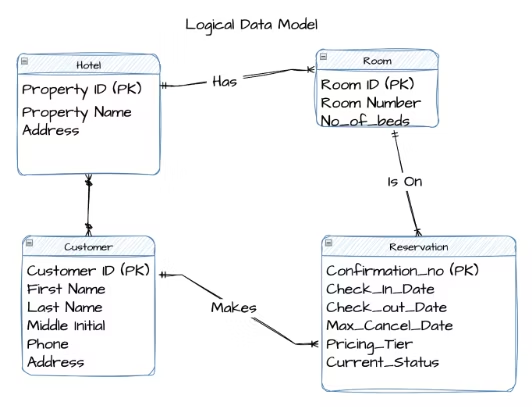 Logical Data Model
Hotel
Property ID (PK)
Property Name
Address
Has
Room
Room ID (PK)
Room Number
No_of_beds
Is On
Customer
Customer ID (PK)
First Name
Last Name
Middle Initial
Phone
Address
Makes
Reservation
Confirmation_no (PK)
Check_In_Date
Check_out_Date
Max_Cancel_Date
Pricing_Tier
Current_Status